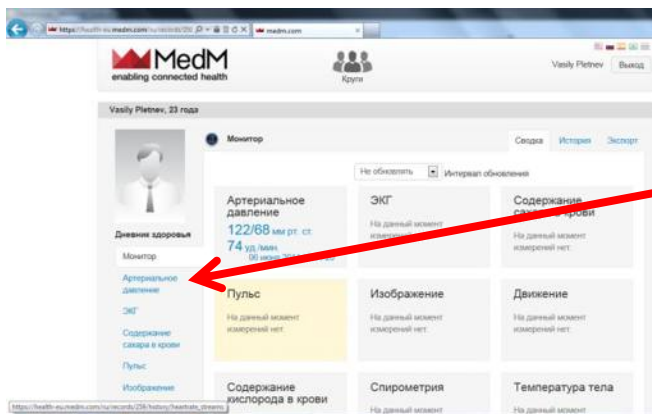 medm.com
MedM
enabling connected health
Круги
Vasily Pletnev
Выход
Vasily Pletnev, 23 года
Монитор
Сводка
История
Экспорт
Не обновлять
Интервал обновления
Дневник здоровья
Монитор
Артериальное
давление
ЭКГ
Содержание
сахара в крови
Пульс
Изображение
Артериальное
давление
122/68 мм рт. ст.
74 уд./мин.
06 июня
ЭКГ
На данный момент
измерений нет.
Содержание
сахара в крови
На данный момент
измерений нет.
Пульс
На данный момент
измерений нет.
Изображение
На данный момент
измерений нет.
Движение
На данный момент
измерений нет.
Содержание
кислорода в крови
Спирометрия
На данный момент
Температура тела
На данный момент